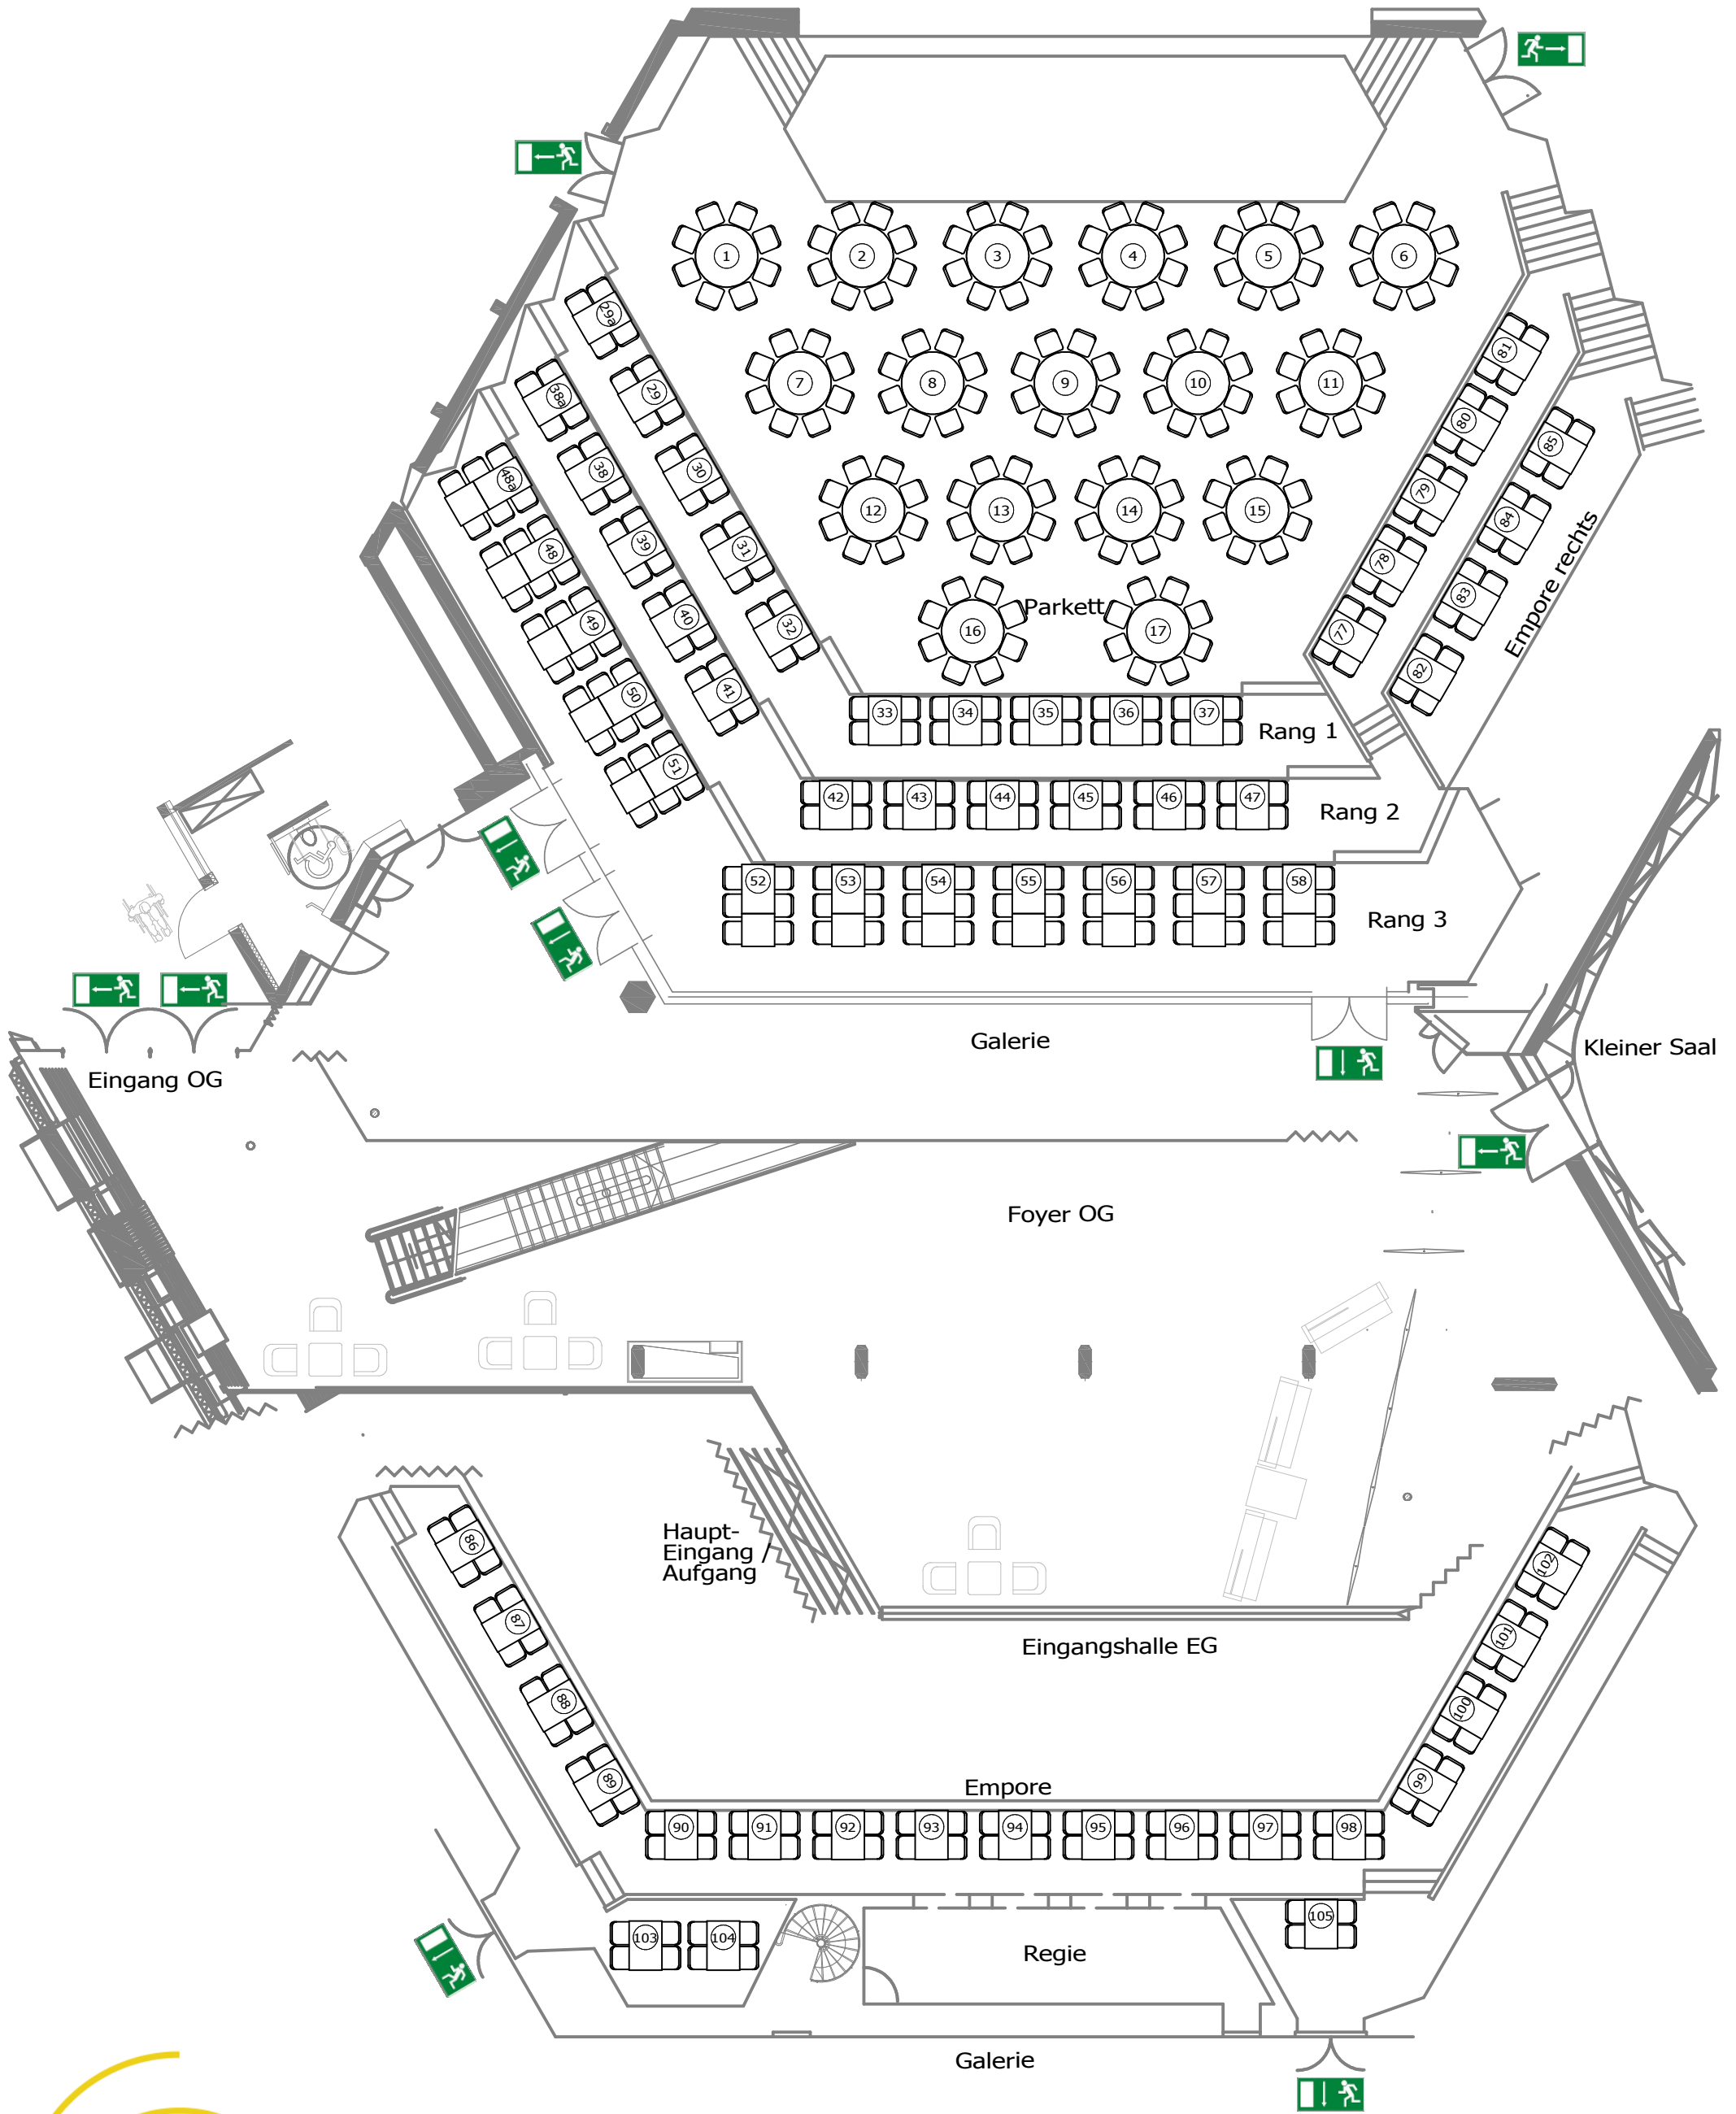 1 2 3 4 5 6
29a
7 8 9 10 11
81
38a 29
80
85
48a 38 30
79
12 13 14 15
84
48 39 31
78
Empore rechts
49 40 32
83
16 Parkett 17
77
50 41
82
33 34 35 36 37
Rang 1
51
42 43 44 45 46 47
Rang 2
52 53 54 55 56 57 58
Rang 3
Galerie
Kleiner Saal
Eingang OG
Foyer OG
Haupt-
Eingang /
Aufgang
86
102
87
101
Eingangshalle EG
88
100
89
99
Empore
90 91 92 93 94 95 96 97 98
103 104
105
Regie
Galerie